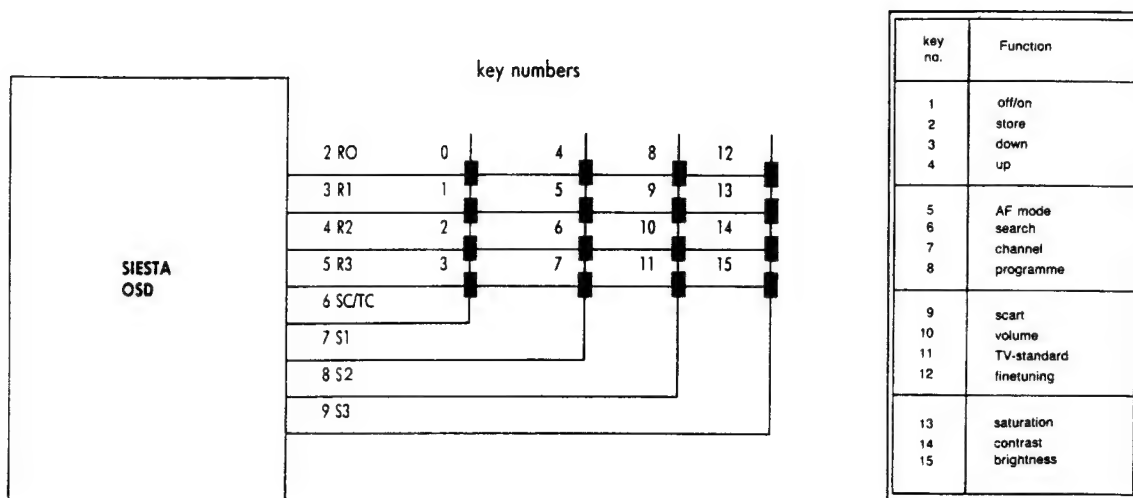 key numbers
SIESTA
OSD
2 RO 0 4 8 12
3 R1 1 5 9 13
4 R2 2 6 10 14
5 R3 3 7 11 15
6 SC/TC
7 S1
8 S2
9 S3
key no. Function
1 off/on
2 store
3 down
4 up
5 AF mode
6 search
7 channel
8 programme
9 scart
10 volume
11 TV-standard
12 finetuning
13 saturation
14 contrast
15 brightness